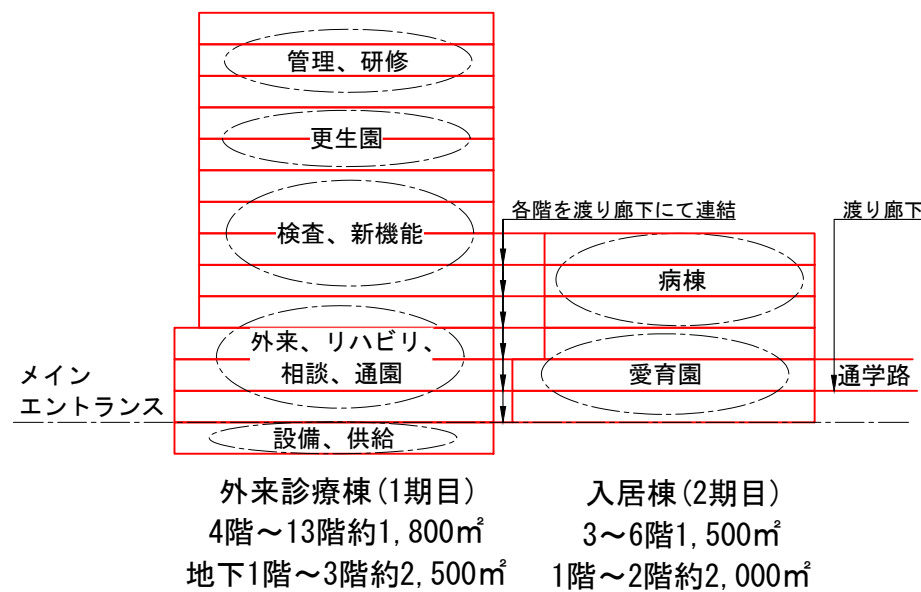 管理、研修
更生園
各階を渡り廊下にて連結
渡り廊下
検査、新機能
病棟
外来、リハビリ、
相談、通園
愛育園
通学路
メイン
エントランス
設備、供給
外来診療棟(1期目)
4階～13階約1,800㎡
地下1階～3階約2,500㎡
入居棟(2期目)
3～6階1,500㎡
1階～2階約2,000㎡